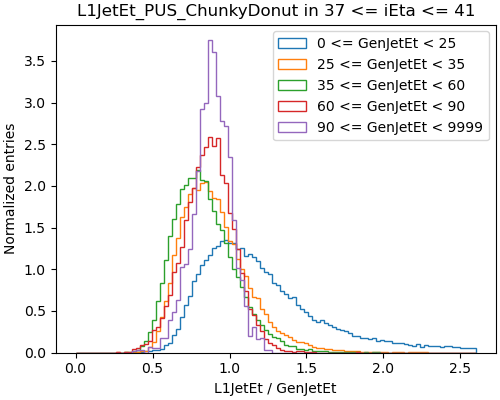 L1JetEt_PUS_ChunkyDonut in 37 <= iEta <= 41
0 <= GenJetEt < 25
25 <= GenJetEt < 35
35 <= GenJetEt < 60
60 <= GenJetEt < 90
90 <= GenJetEt < 9999
Normalized entries
3.5
3.0
2.5
2.0
1.5
1.0
0.5
0.0
0.0 0.5 1.0 1.5 2.0 2.5
L1JetEt / GenJetEt